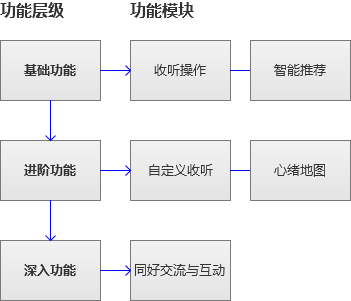 功能层级 功能模块
基础功能 收听操作 智能推荐
进阶功能 自定义收听 心绪地图
深入功能 同好交流与互动